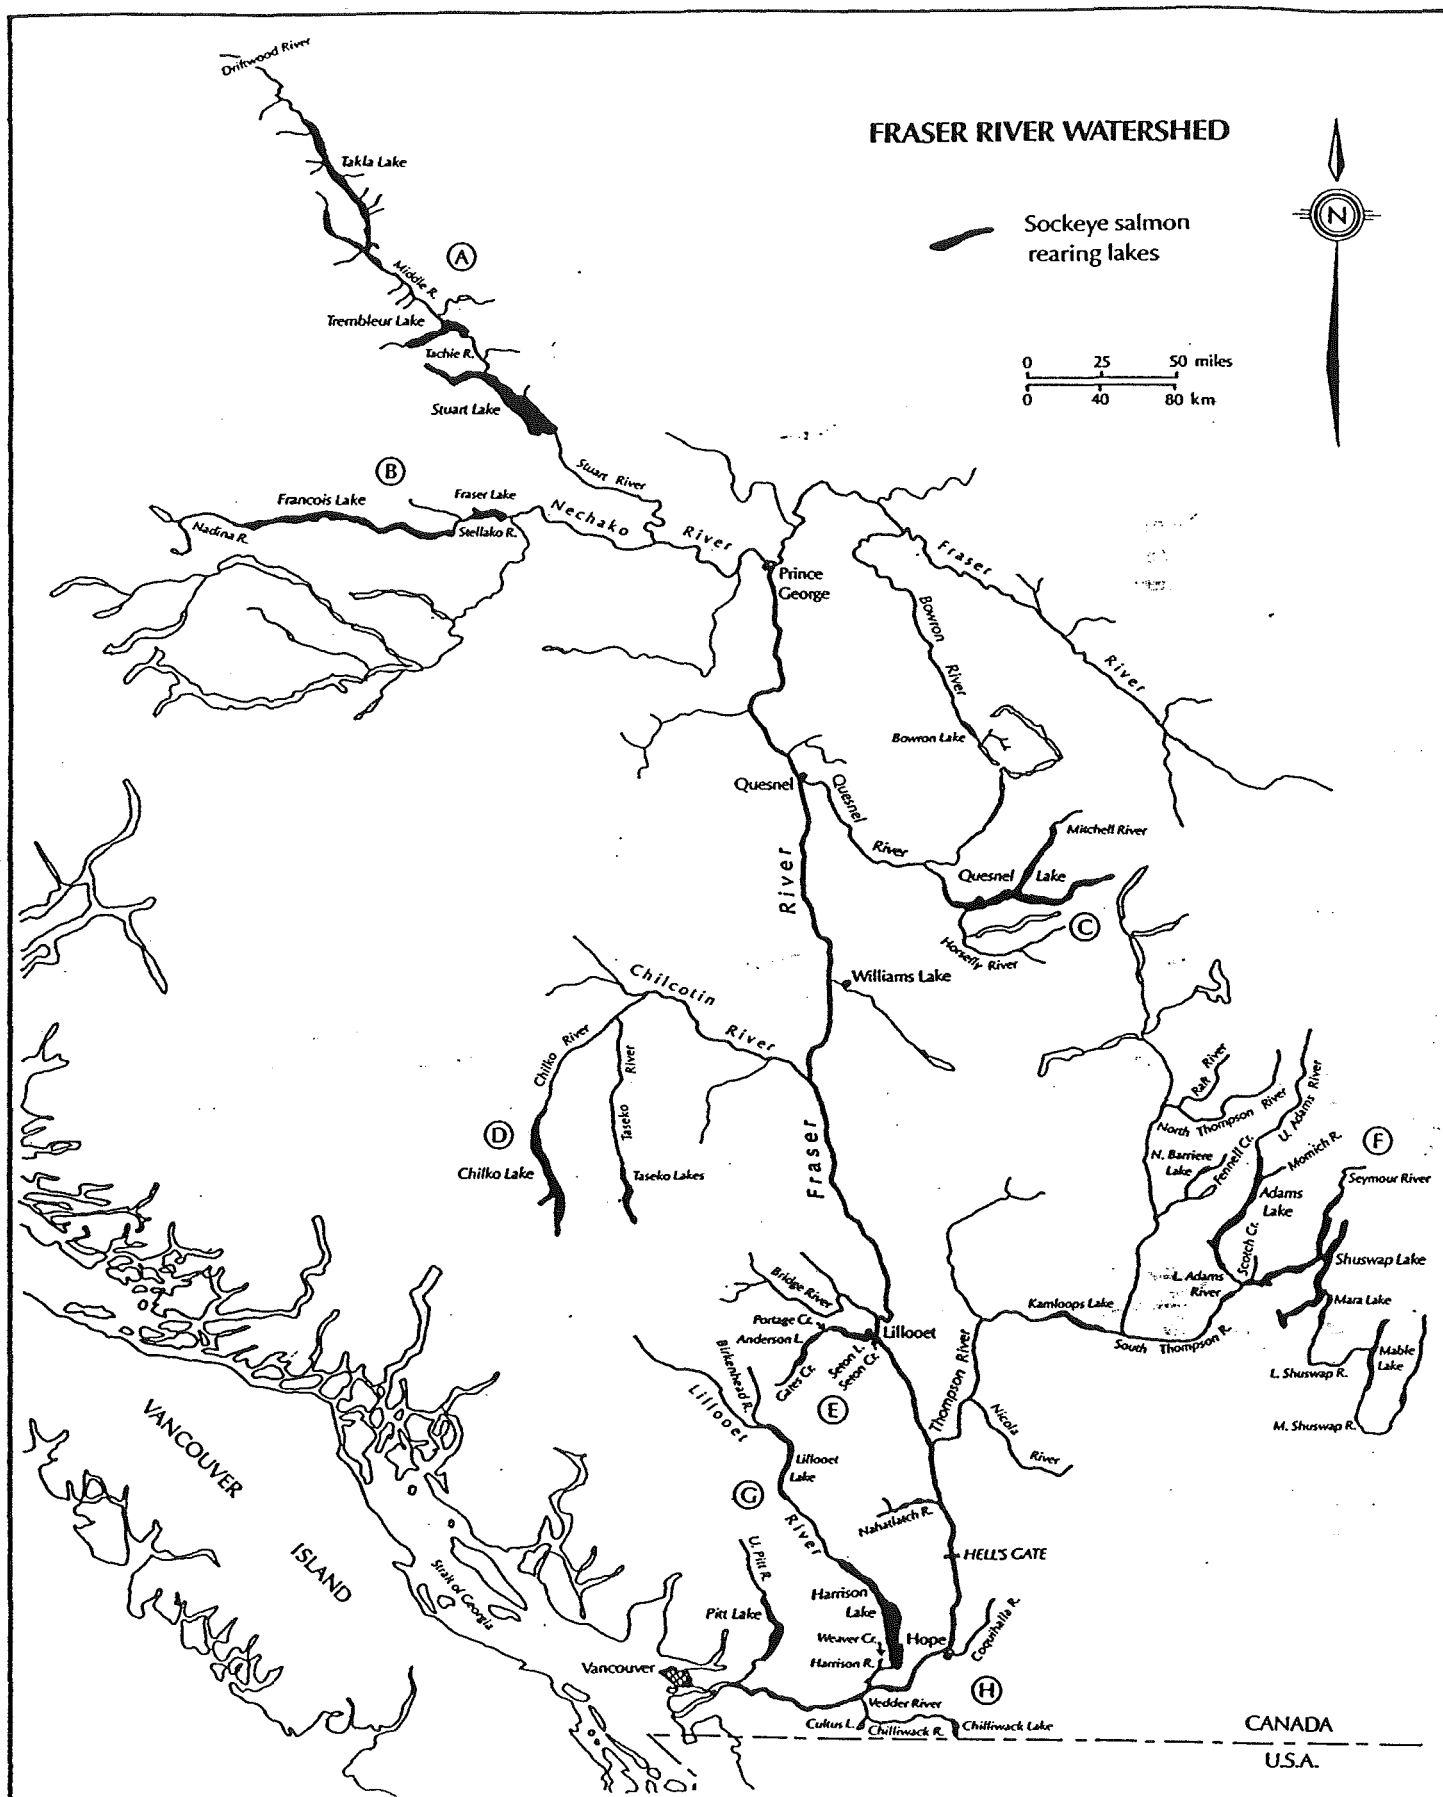 Driftwood River
FRASER RIVER WATERSHED
Takla Lake
N
Sockeye salmon
rearing lakes
A
Middle R.
Trembleur Lake
Tachie R.
0 25 50 miles
0 40 80 km
Stuart Lake
B
Stuart River
Francois Lake
Fraser Lake
Nadina R.
Stellako R.
Nechako
River
Fraser
River
Prince
George
Bowron
River
Bowron Lake
Quesnel
Quesnel
River
Mitchell River
River
Quesnel Lake
C
Horsefly River
Williams Lake
Chilcotin
River
Chilko River
Taseko River
D
Chilko Lake
Taseko Lakes
Fraser
Raft River
North Thompson River
U. Adams River
N. Barriere
Lake
Fennell Cr.
Momich R.
F
Seymour River
Adams
Lake
Scotch Cr.
L. Adams
River
Shuswap Lake
Mara Lake
Kamloops Lake
South Thompson R.
Mable
Lake
L. Shuswap R.
M. Shuswap R.
Bridge River
Portage Cr.
Anderson L.
Lillooet
Gates Cr.
Seton L.
Seton Cr.
E
Thompson River
Nicola
River
Birkenhead R.
Lillooet
Lillooet
Lake
G
River
Nahatlatch R.
HELL'S GATE
U. Pitt R.
Pitt Lake
Harrison
Lake
Weaver Cr.
Harrison R.
Hope
Coquihalla R.
H
Vedder River
Cultus L.
Chilliwack R.
Chilliwack Lake
Vancouver
VANCOUVER
ISLAND
Strait of Georgia
CANADA
U.S.A.